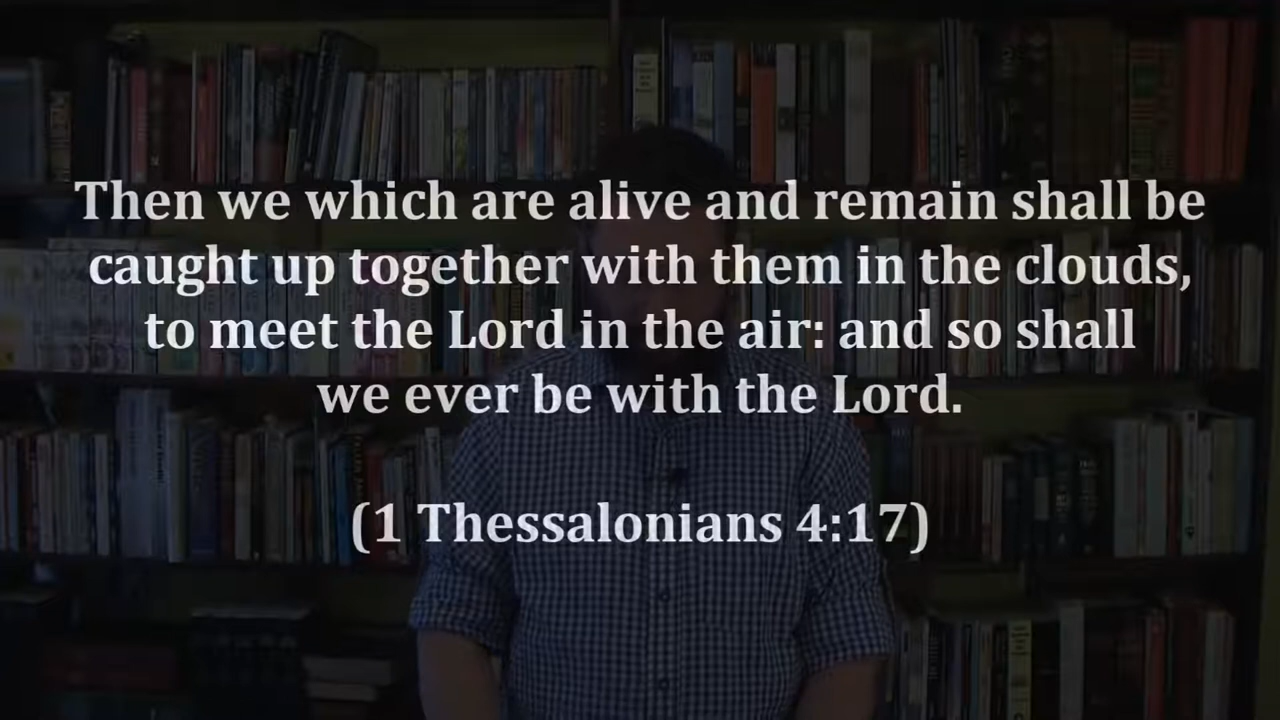 Then we which are alive and remain shall be
caught up together with them in the clouds,
to meet the Lord in the air: and so shall
we ever be with the Lord.
(1 Thessalonians 4:17)